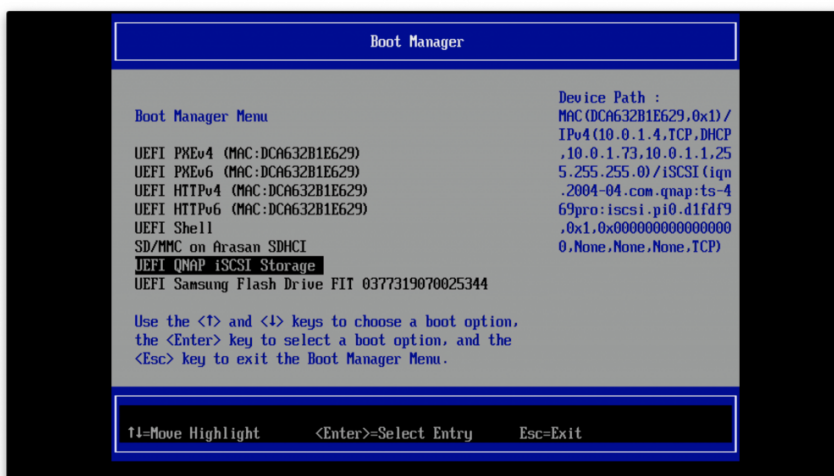 Boot Manager
Boot Manager Menu
UEFI PXEv4 (MAC:DCA632B1E629)
UEFI PXEv6 (MAC:DCA632B1E629)
UEFI HTTPv4 (MAC:DCA632B1E629)
UEFI HTTPv6 (MAC:DCA632B1E629)
UEFI Shell
SD/MMC on Arasan SDHCI
UEFI QNAP iSCSI Storage
UEFI Samsung Flash Drive FIT 0377319070025344
Use the <↑> and <↓> keys to choose a boot option,
the <Enter> key to select a boot option, and the
<Esc> key to exit the Boot Manager Menu.
Device Path :
MAC(DCA632B1E629,0x1)/
IPv4(10.0.1.4,TCP,DHCP
,10.0.1.73,10.0.1.1,25
5.255.255.0)/iSCSI(iqn
.2004-04.com.qnap:ts-4
69pro:iscsi.pi0.d1fdf9
,0x1,0x000000000000000
0,None,None,None,TCP)
↑↓=Move Highlight <Enter>=Select Entry Esc=Exit